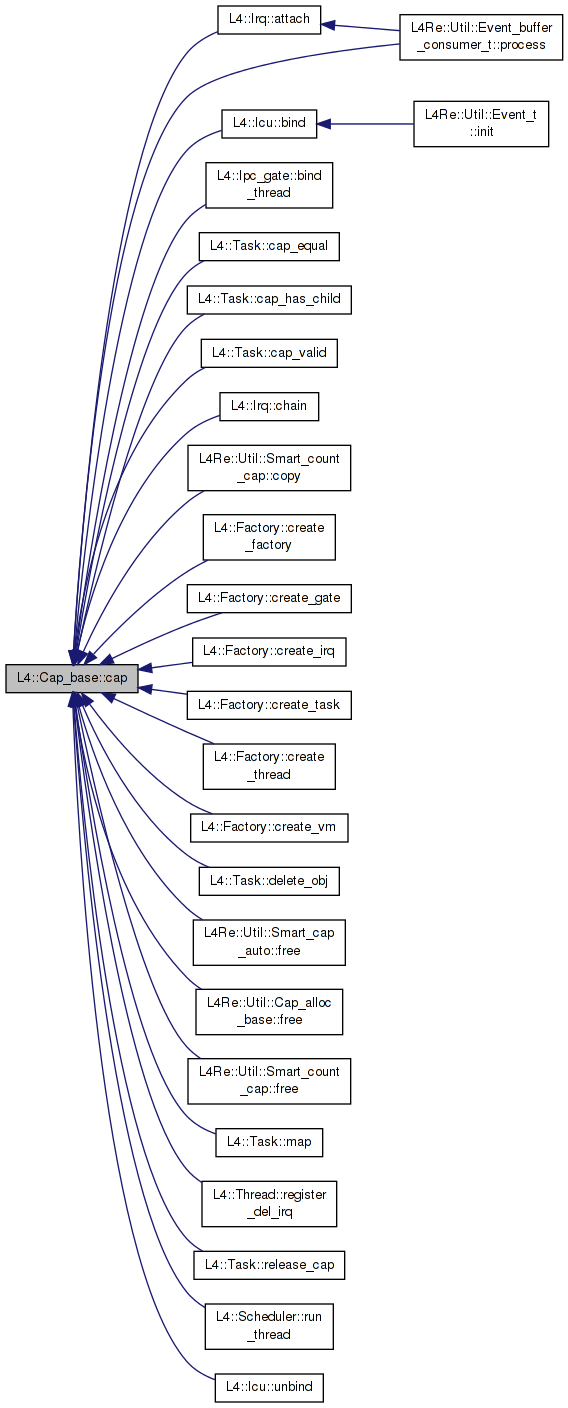 L4::Irq::attach
L4Re::Util::Event_buffer
_consumer_t::process
L4::Icu::bind
L4Re::Util::Event_t
::init
L4::Ipc_gate::bind
_thread
L4::Task::cap_equal
L4::Task::cap_has_child
L4::Task::cap_valid
L4::Irq::chain
L4Re::Util::Smart_count
_cap::copy
L4::Factory::create
_factory
L4::Factory::create_gate
L4::Factory::create_irq
L4::Cap_base::cap
L4::Factory::create_task
L4::Factory::create
_thread
L4::Factory::create_vm
L4::Task::delete_obj
L4Re::Util::Smart_cap
_auto::free
L4Re::Util::Cap_alloc
_base::free
L4Re::Util::Smart_count
_cap::free
L4::Task::map
L4::Thread::register
_del_irq
L4::Task::release_cap
L4::Scheduler::run
_thread
L4::Icu::unbind